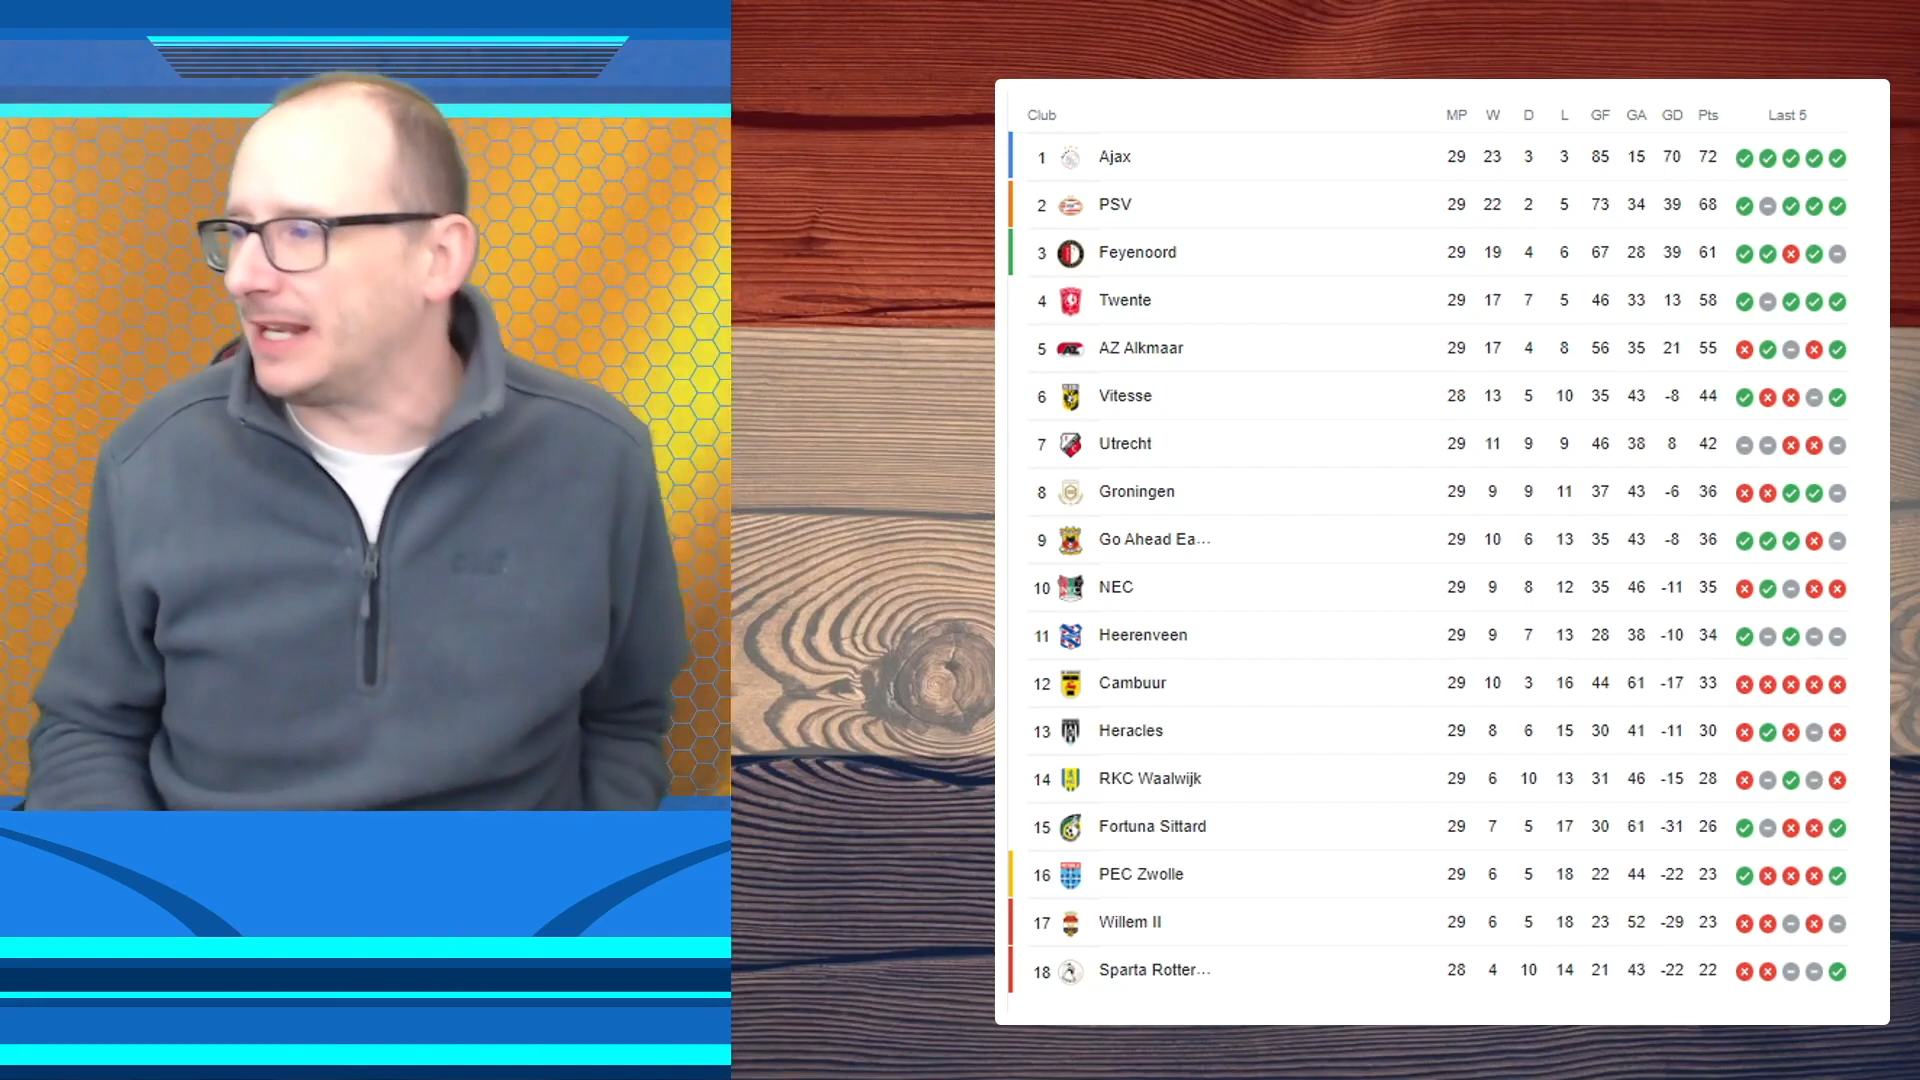 Club MP W D L GF GA GD Pts Last 5
1 Ajax 29 23 3 3 85 15 70 72
2 PSV 29 22 2 5 73 34 39 68
3 Feyenoord 29 19 4 6 67 28 39 61
4 Twente 29 17 7 5 46 33 13 58
5 AZ Alkmaar 29 17 4 8 56 35 21 55
6 Vitesse 28 13 5 10 35 43 -8 44
7 Utrecht 29 11 9 9 46 38 8 42
8 Groningen 29 9 9 11 37 43 -6 36
9 Go Ahead Ea... 29 10 6 13 35 43 -8 36
10 NEC 29 9 8 12 35 46 -11 35
11 Heerenveen 29 9 7 13 28 38 -10 34
12 Cambuur 29 10 3 16 44 61 -17 33
13 Heracles 29 8 6 15 30 41 -11 30
14 RKC Waalwijk 29 6 10 13 31 46 -15 28
15 Fortuna Sittard 29 7 5 17 30 61 -31 26
16 PEC Zwolle 29 6 5 18 22 44 -22 23
17 Willem II 29 6 5 18 23 52 -29 23
18 Sparta Rotter... 28 4 10 14 21 43 -22 22